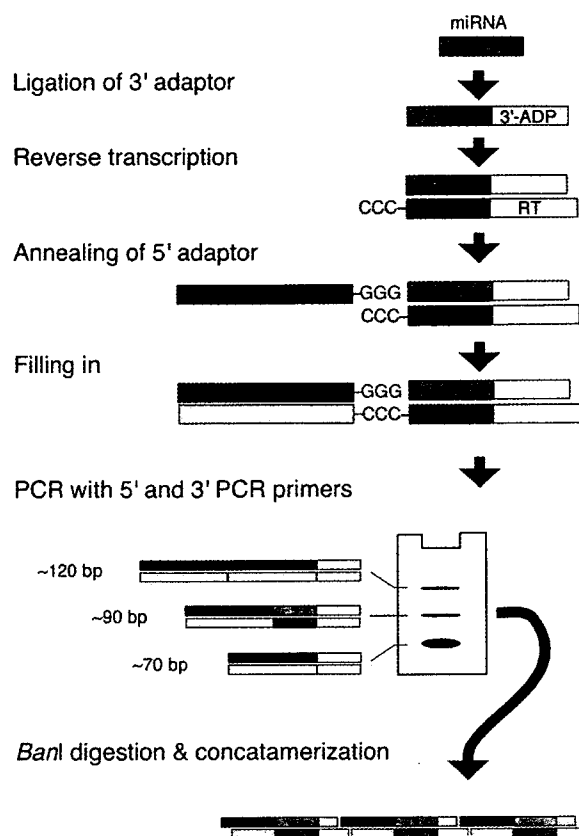 miRNA
Ligation of 3' adaptor
3'-ADP
Reverse transcription
CCC
RT
Annealing of 5' adaptor
GGG
CCC
Filling in
GGG
CCC
PCR with 5' and 3' PCR primers
~120 bp
~90 bp
~70 bp
BanI digestion & concatamerization